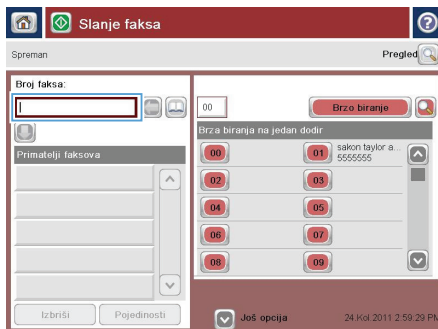 Slanje faksa
Spreman
Pregled
Broj faksa:
00
Brzo biranje
Brza biranja na jedan dodir
Primatelji faksova
00
01
sakon taylor a...
5555555
02
03
04
05
06
07
08
09
Izbriši
Pojedinosti
Još opcija
24 Kol 2011 2:59:29 PM